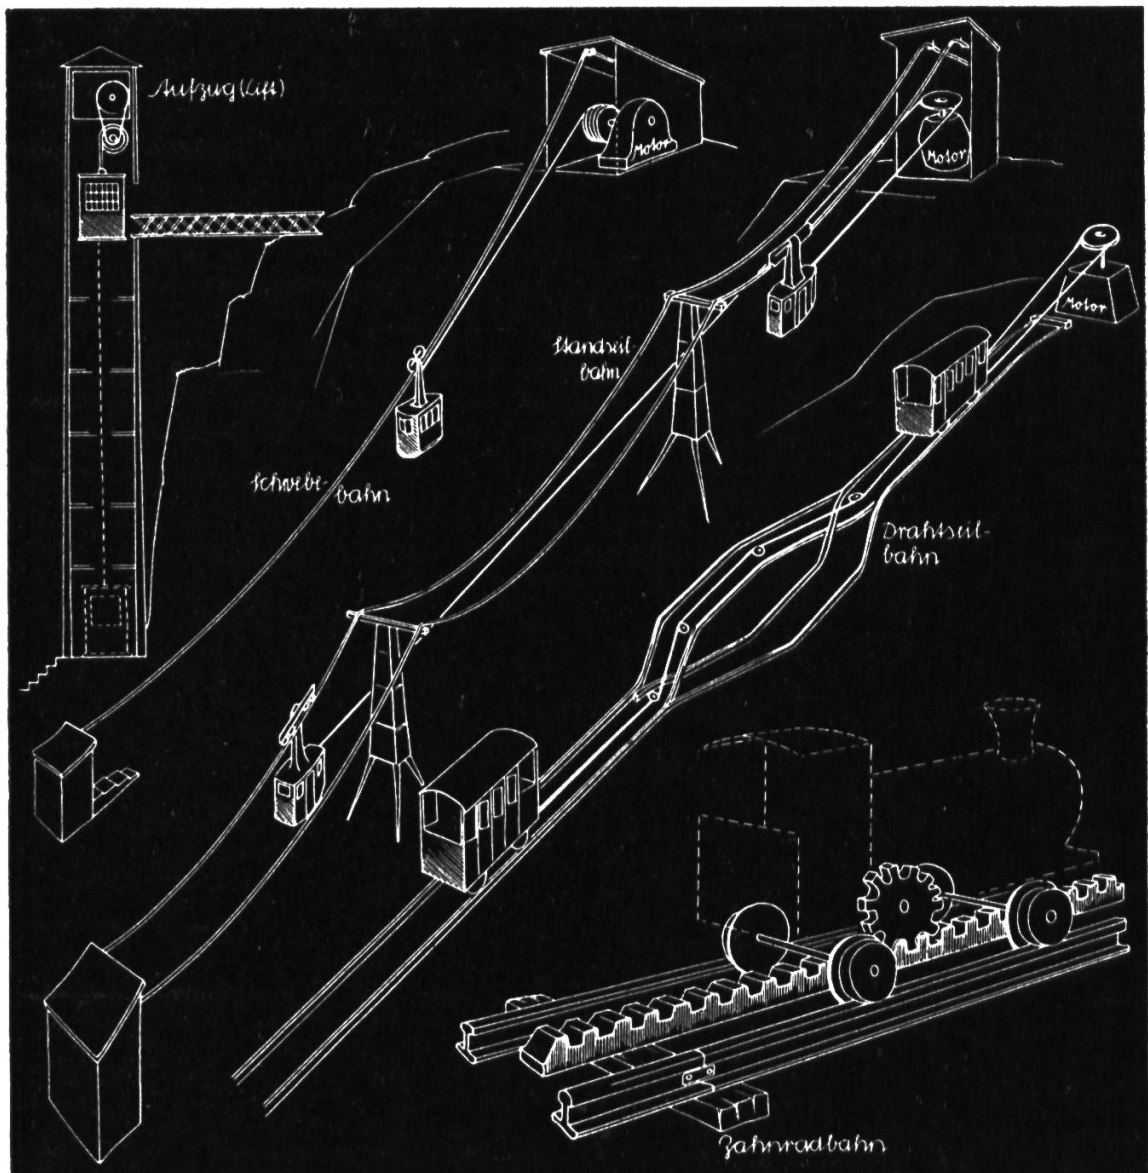 Aufzug (Lift)
Motor
Motor
Motor
Standseil-
bahn
Schwebe-
bahn
Drahtseil-
bahn
Zahnradbahn